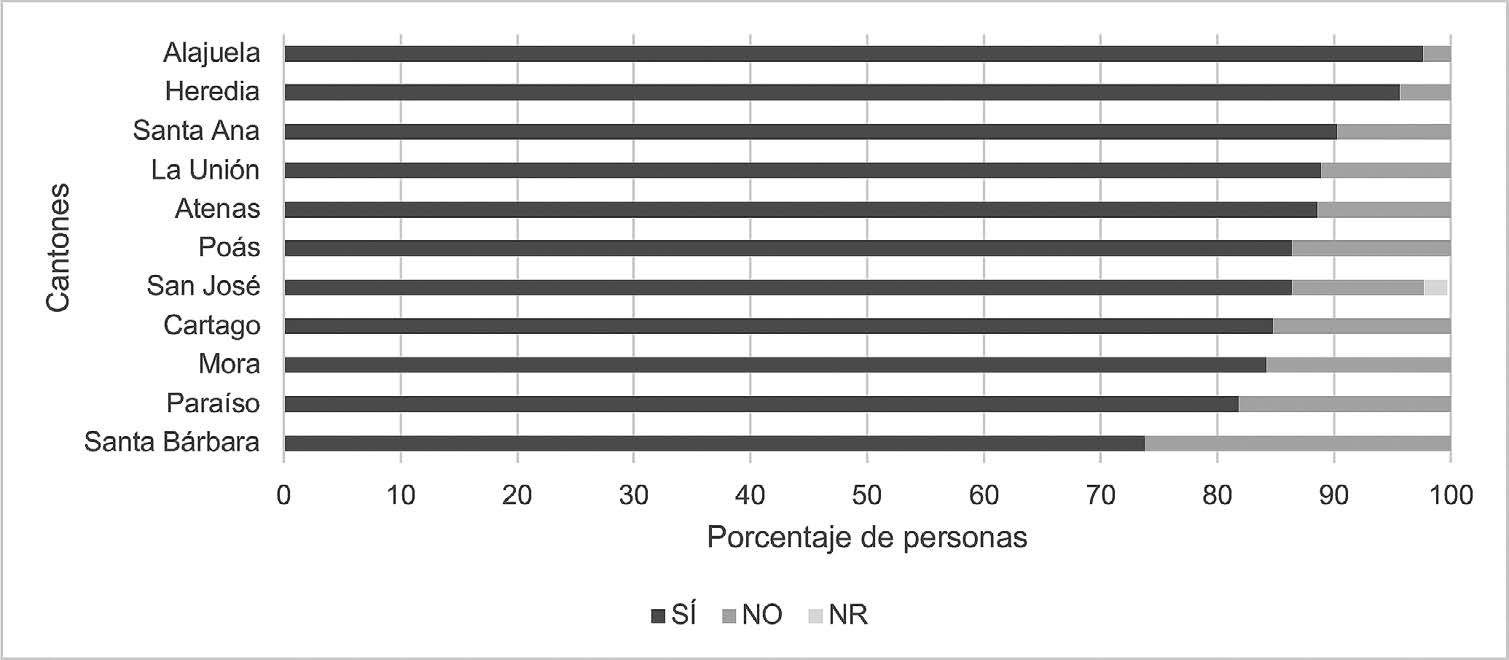 Cantones
Alajuela
Heredia
Santa Ana
La Unión
Atenas
Poás
San José
Cartago
Mora
Paraíso
Santa Bárbara
0 10 20 30 40 50 60 70 80 90 100
Porcentaje de personas
SÍ NO NR